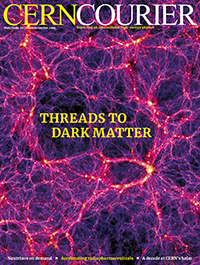 CERNCOURIER
THREADS TO
DARK MATTER
Neutrinos on demand • Accelerating radiopharmaceuticals • A decade at CERN's helm